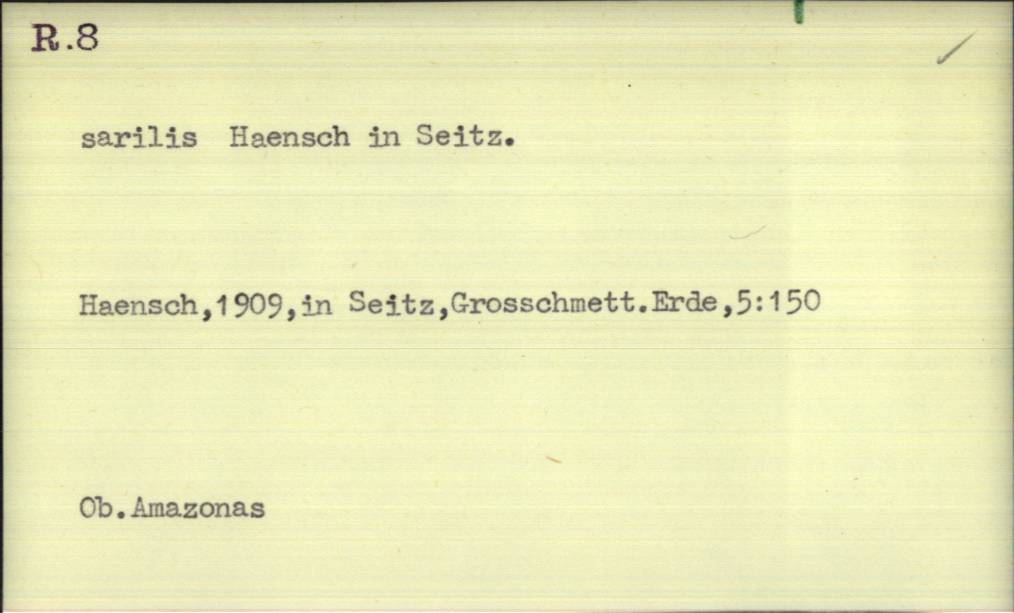 R.8
sarilis Haensch in Seitz.
Haensch,1909,in Seitz,Grosschmett.Erde,5:150
Ob.Amazonas